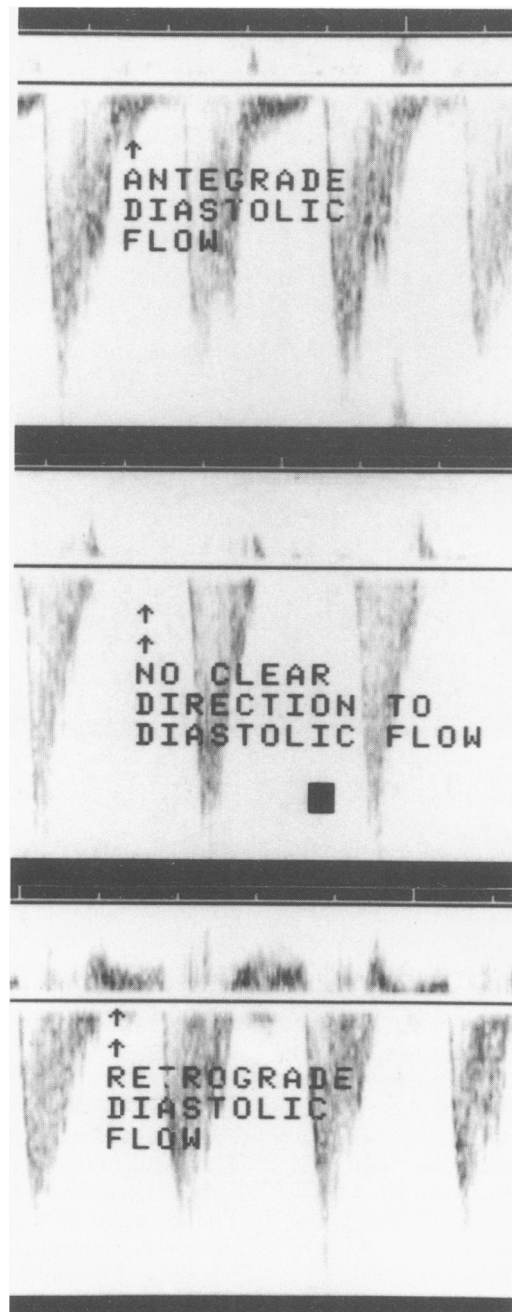 ↑
ANTEGRADE
DIASTOLIC
FLOW
↑
↑
NO CLEAR
DIRECTION TO
DIASTOLIC FLOW
↑
↑
RETROGRADE
DIASTOLIC
FLOW